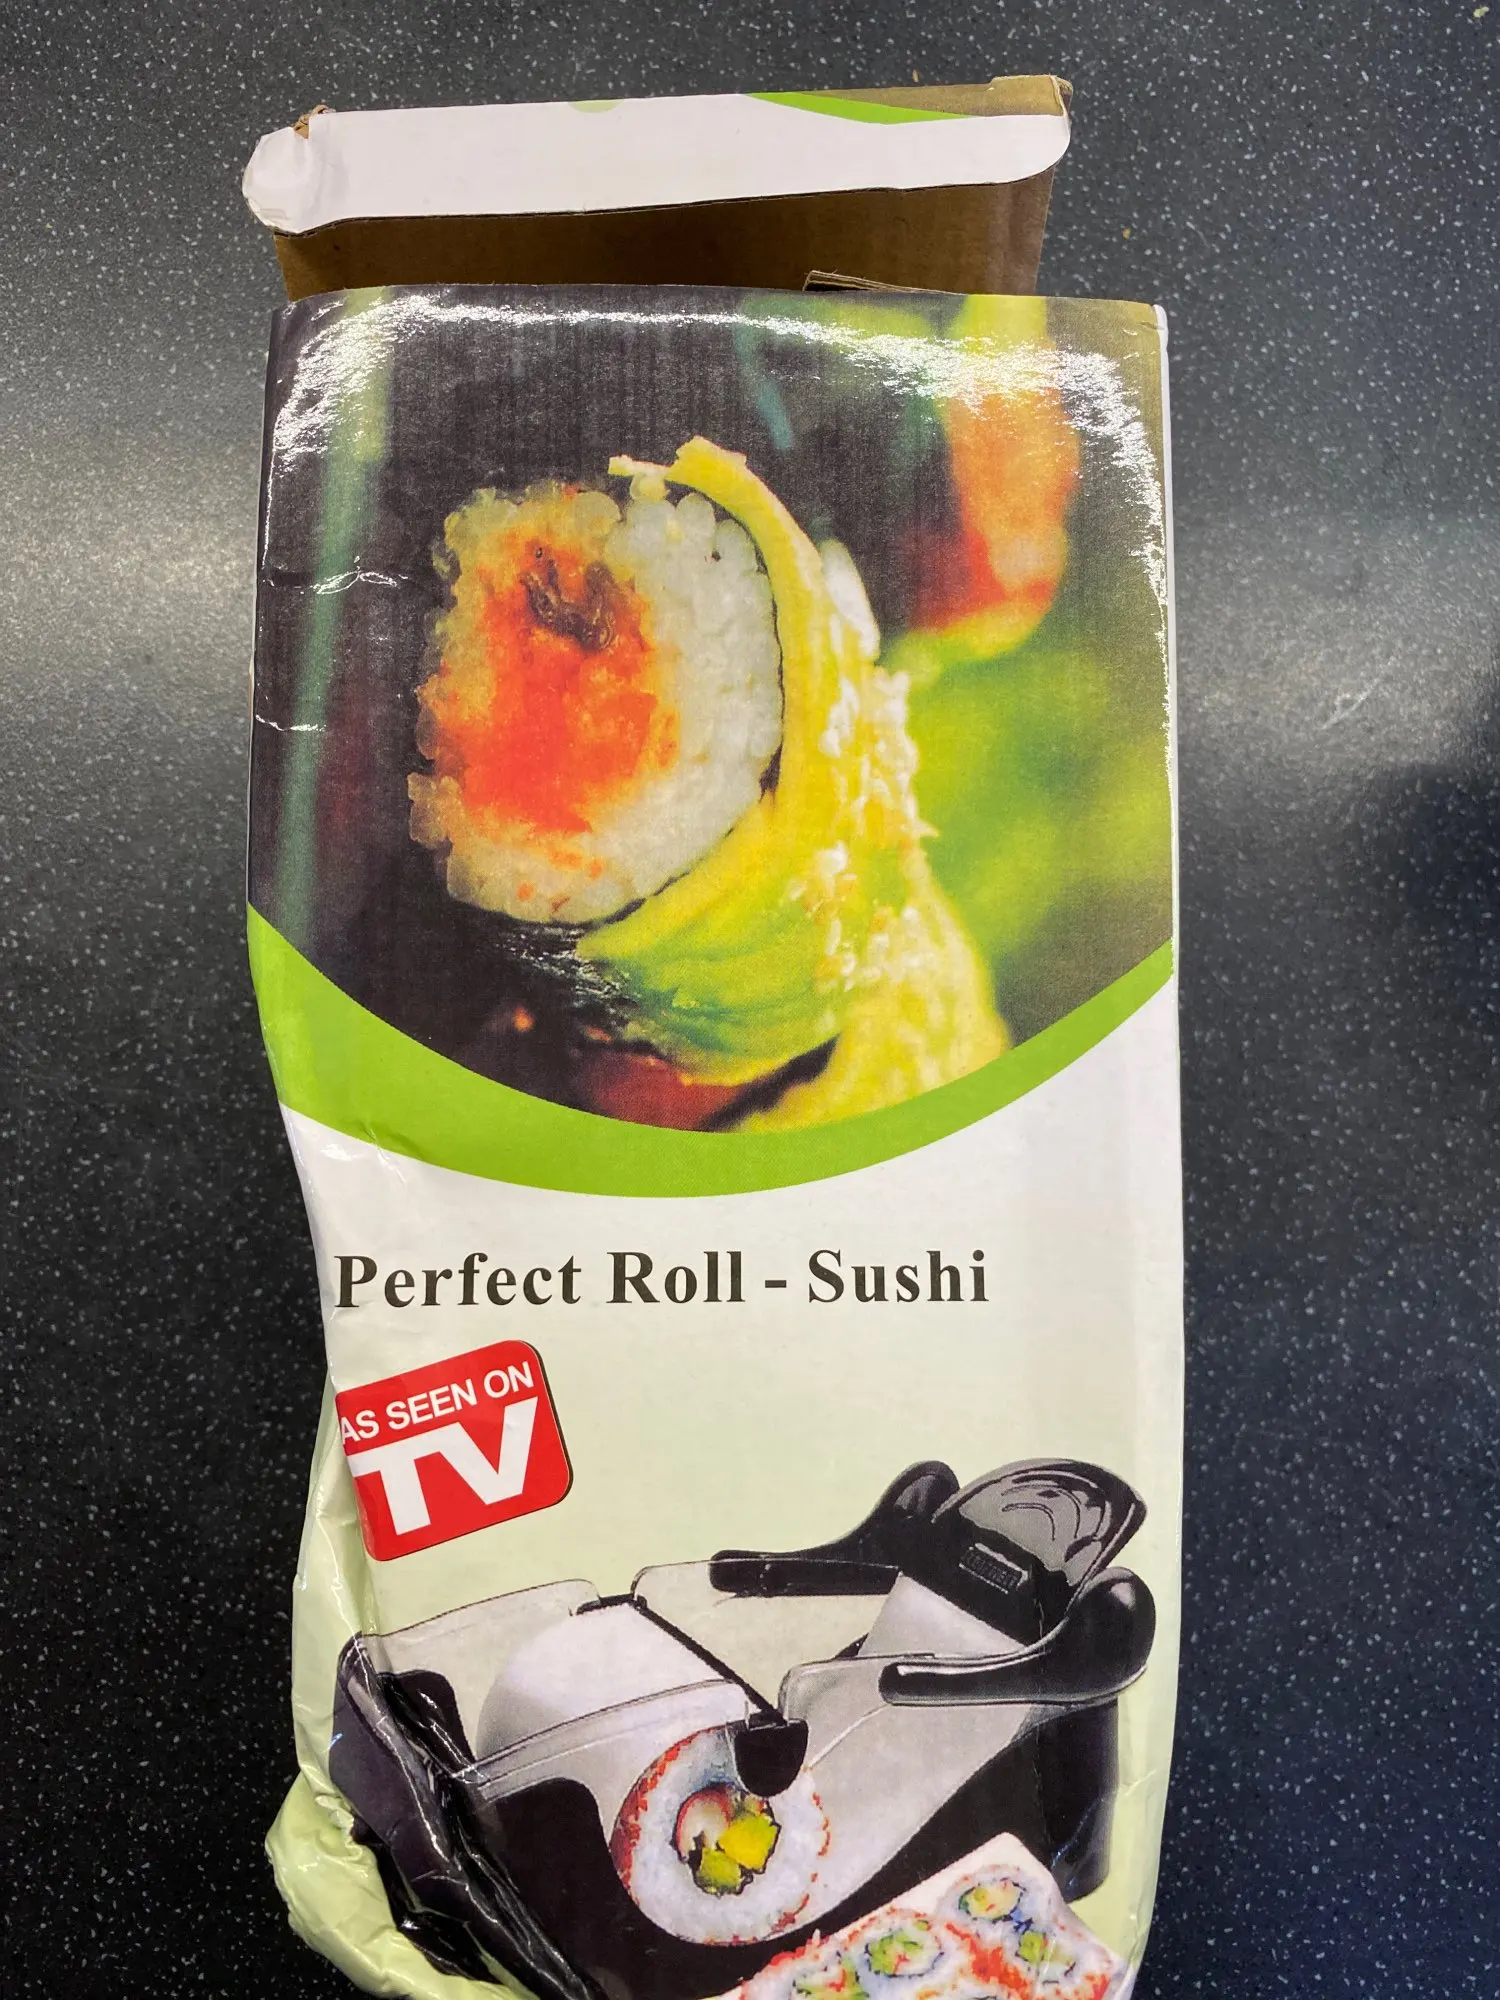 Perfect Roll - Sushi
AS SEEN ON
TV